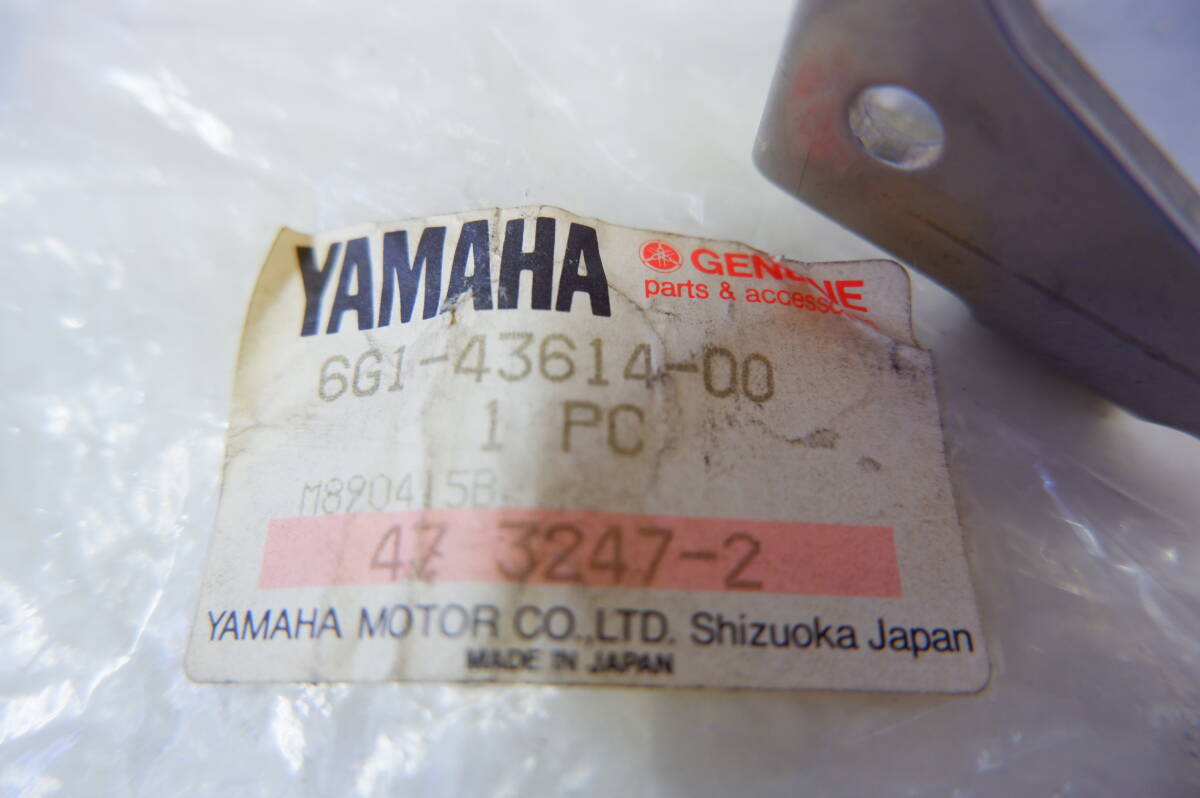 YAMAHA
GENUINE
parts & accessories
6G1-43614-00
1 PC
M890415B
47 3247-2
YAMAHA MOTOR CO.,LTD. Shizuoka Japan
MADE IN JAPAN